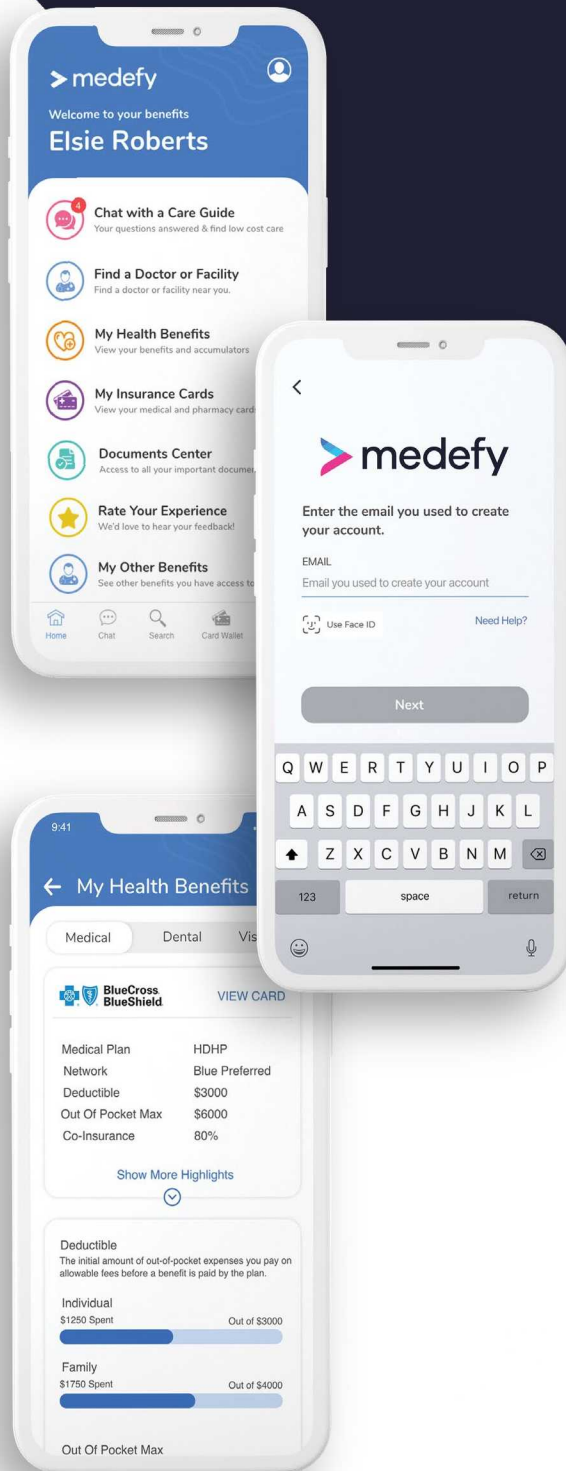 medefy
Welcome to your benefits
Elsie Roberts
4
Chat with a Care Guide
Your questions answered & find low cost care
Find a Doctor or Facility
Find a doctor or facility near you.
My Health Benefits
View your benefits and accumulators
My Insurance Cards
View your medical and pharmacy card
Documents Center
Access to all your important docume
Rate Your Experience
We'd love to hear your feedback!
My Other Benefits
See other benefits you have access to
Home Chat Search Card Wallet
medefy
Enter the email you used to create
your account.
EMAIL
Email you used to create your account
Use Face ID Need Help?
Next
Q W E R T Y U I O P
A S D F G H J K L
Z X C V B N M
123 space return
9:41
My Health Benefits
Medical Dental Vis
BlueCross
BlueShield
VIEW CARD
Medical Plan HDHP
Network Blue Preferred
Deductible $3000
Out Of Pocket Max $6000
Co-Insurance 80%
Show More Highlights
Deductible
The initial amount of out-of-pocket expenses you pay on
allowable fees before a benefit is paid by the plan.
Individual
$1250 Spent Out of $3000
Family
$1750 Spent Out of $4000
Out Of Pocket Max